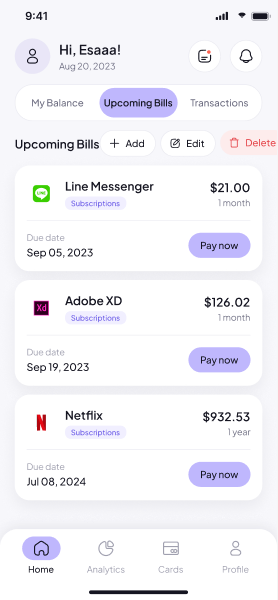 9:41
Hi, Esaaa!
Aug 20, 2023
My Balance
Upcoming Bills
Transactions
Upcoming Bills
Add
Edit
Delete
LINE
Line Messenger
$21.00
Subscriptions
1 month
Due date
Sep 05, 2023
Pay now
Xd
Adobe XD
$126.02
Subscriptions
1 month
Due date
Sep 19, 2023
Pay now
N
Netflix
$932.53
Subscriptions
1 year
Due date
Jul 08, 2024
Pay now
Home
Analytics
Cards
Profile